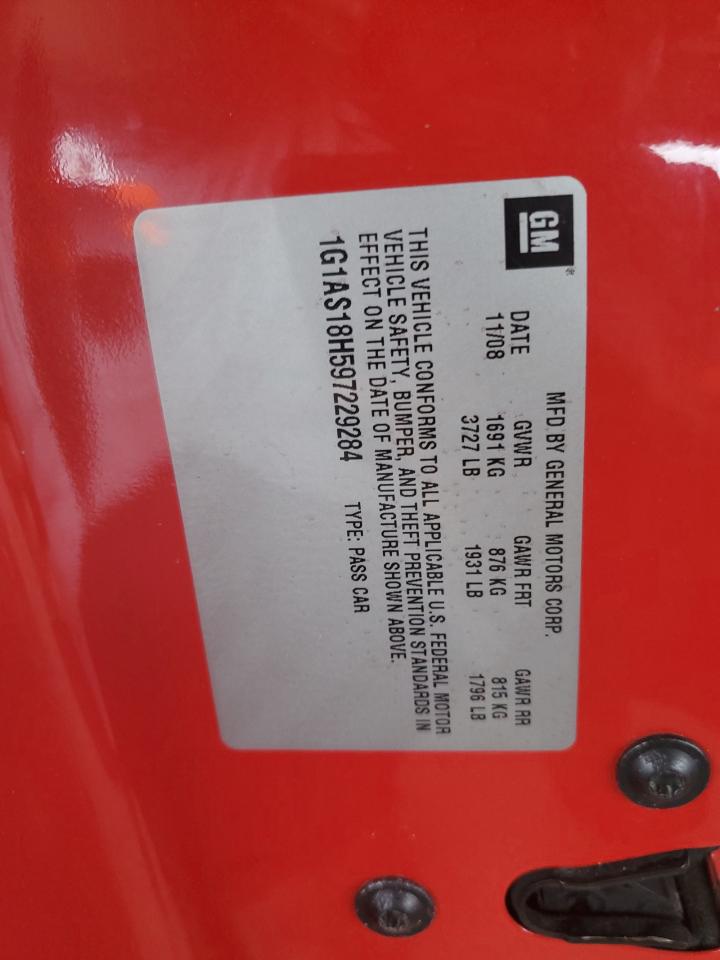 GM®
MFD BY GENERAL MOTORS CORP.
DATE GVWR GAWR FRT GAWR RR
11/08 1691 KG 876 KG 815 KG
3727 LB 1931 LB 1796 LB
THIS VEHICLE CONFORMS TO ALL APPLICABLE U.S. FEDERAL MOTOR
VEHICLE SAFETY, BUMPER, AND THEFT PREVENTION STANDARDS IN
EFFECT ON THE DATE OF MANUFACTURE SHOWN ABOVE.
1G1AS18H597229284 TYPE: PASS CAR